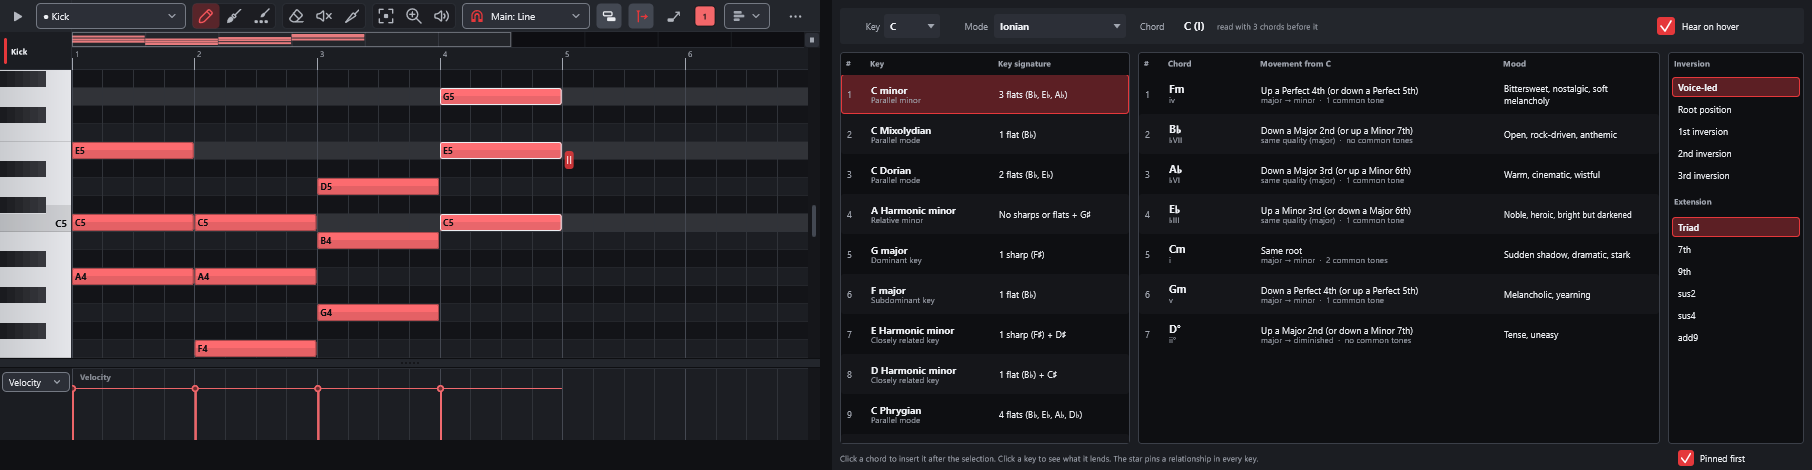 Kick
Main: Line
1
Kick
1 2 3 4 5 6
G5
E5 E5
D5
C5 C5 C5 C5
B4
A4 A4
G4
F4
Velocity
Velocity
Key C Mode Ionian Chord C (I) read with 3 chords before it Hear on hover
# Key Key signature
1 C minor 3 flats (B♭, E♭, A♭)
Parallel minor
2 C Mixolydian 1 flat (B♭)
Parallel mode
3 C Dorian 2 flats (B♭, E♭)
Parallel mode
4 A Harmonic minor No sharps or flats + G♯
Relative minor
5 G major 1 sharp (F♯)
Dominant key
6 F major 1 flat (B♭)
Subdominant key
7 E Harmonic minor 1 sharp (F♯) + D♯
Closely related key
8 D Harmonic minor 1 flat (B♭) + C♯
Closely related key
9 C Phrygian 4 flats (B♭, E♭, A♭, D♭)
Parallel mode
# Chord Movement from C Mood
1 Fm Up a Perfect 4th (or down a Perfect 5th) Bittersweet, nostalgic, soft
iv major → minor · 1 common tone melancholy
2 B♭ Down a Major 2nd (or up a Minor 7th) Open, rock-driven, anthemic
♭VII same quality (major) · no common tones
3 A♭ Down a Major 3rd (or up a Minor 6th) Warm, cinematic, wistful
♭VI same quality (major) · 1 common tone
4 E♭ Up a Minor 3rd (or down a Major 6th) Noble, heroic, bright but darkened
♭III same quality (major) · 1 common tone
5 Cm Same root Sudden shadow, dramatic, stark
i major → minor · 2 common tones
6 Gm Down a Perfect 4th (or up a Perfect 5th) Melancholic, yearning
v major → minor · 1 common tone
7 D° Up a Major 2nd (or down a Minor 7th) Tense, uneasy
ii° major → diminished · no common tones
Inversion
Voice-led
Root position
1st inversion
2nd inversion
3rd inversion
Extension
Triad
7th
9th
sus2
sus4
add9
Click a chord to insert it after the selection. Click a key to see what it lends. The star pins a relationship in every key.
Pinned first